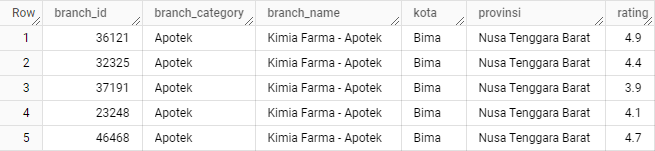 Row branch_id branch_category branch_name kota provinsi rating
1 36121 Apotek Kimia Farma - Apotek Bima Nusa Tenggara Barat 4.9
2 32325 Apotek Kimia Farma - Apotek Bima Nusa Tenggara Barat 4.4
3 37191 Apotek Kimia Farma - Apotek Bima Nusa Tenggara Barat 3.9
4 23248 Apotek Kimia Farma - Apotek Bima Nusa Tenggara Barat 4.1
5 46468 Apotek Kimia Farma - Apotek Bima Nusa Tenggara Barat 4.7